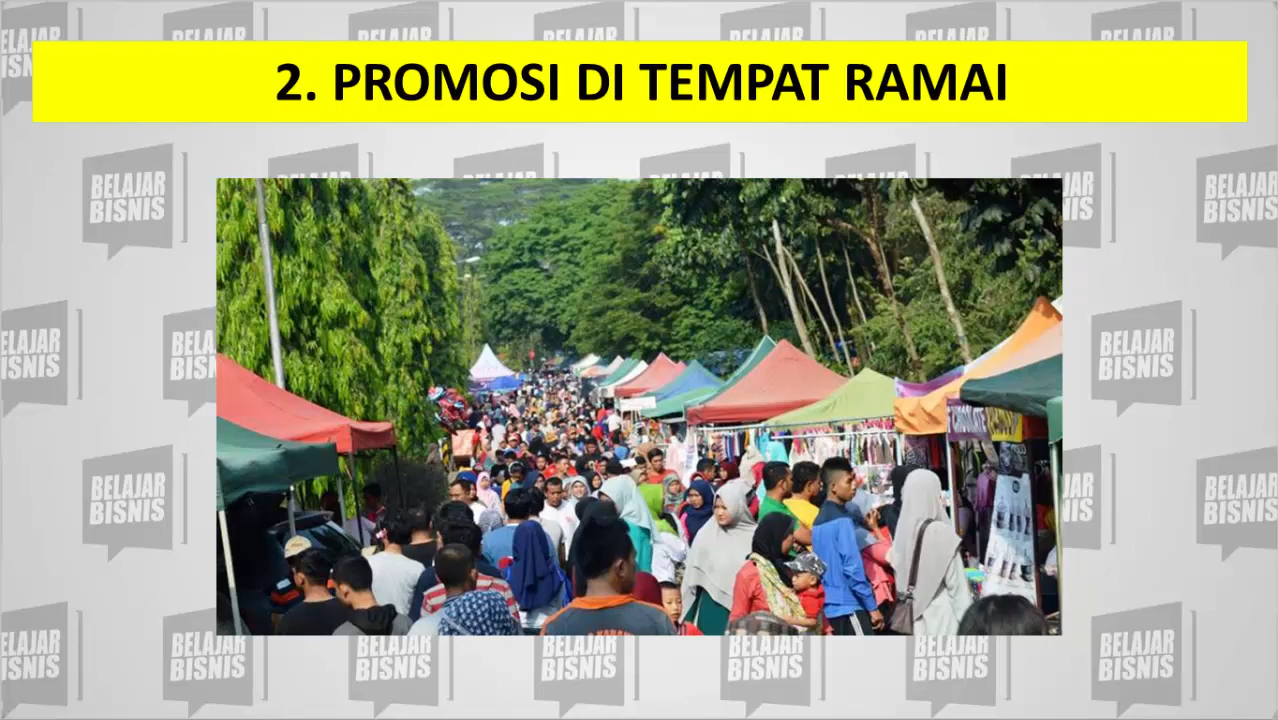 2. PROMOSI DI TEMPAT RAMAI
BELAJAR
BISNIS